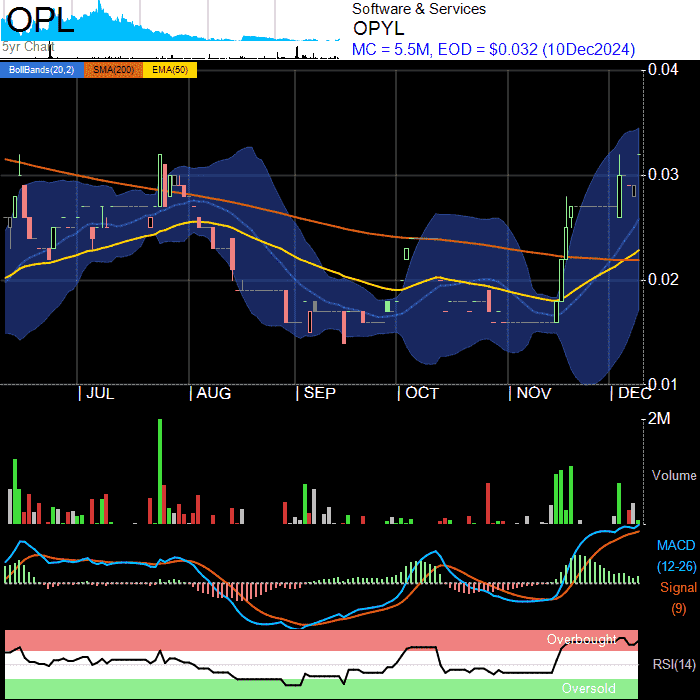 OPL
5yr Chart
Software & Services
OPYL
MC = 5.5M, EOD = $0.032 (10Dec2024)
BollBands(20,2) SMA(200) EMA(50)
0.04
0.03
0.02
0.01
JUL AUG SEP OCT NOV DEC
2M
Volume
MACD
(12-26)
Signal
(9)
Overbought
RSI(14)
Oversold